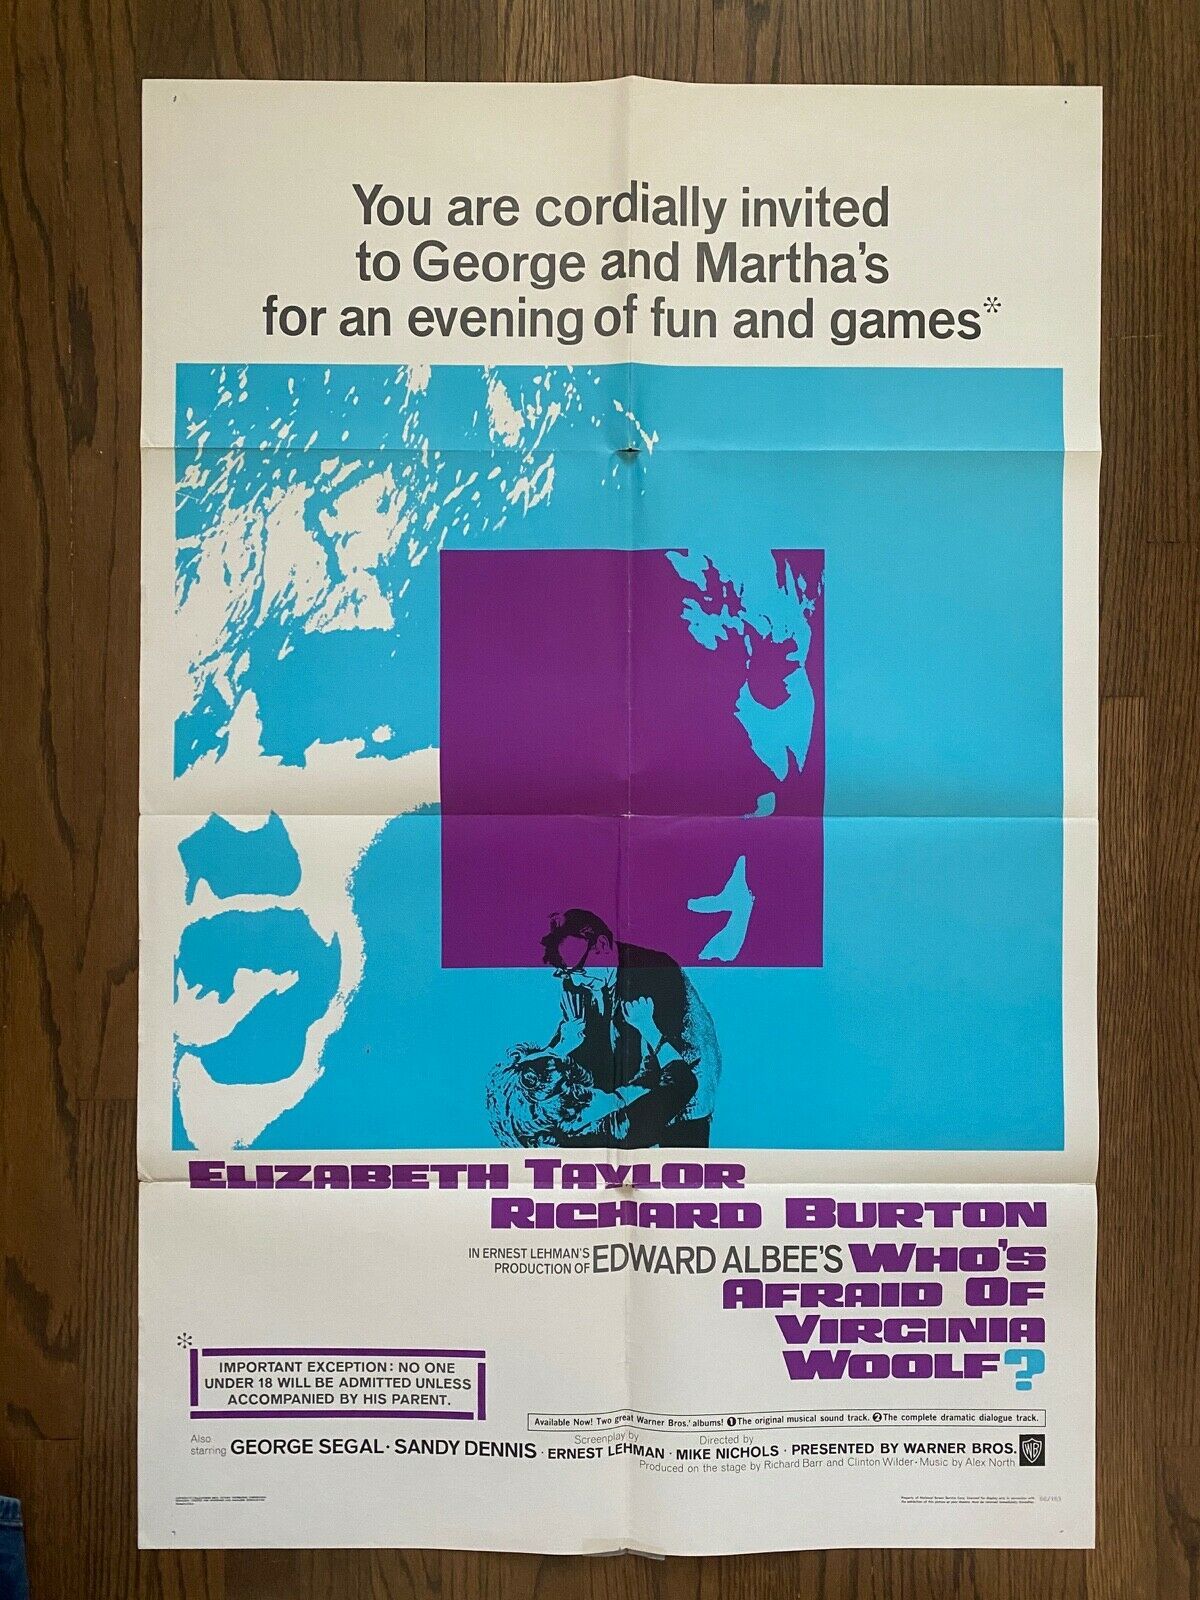 You are cordially invited
to George and Martha's
for an evening of fun and games*
ELIZABETH TAYLOR
RICHARD BURTON
IN ERNEST LEHMAN'S
PRODUCTION OF EDWARD ALBEE'S WHO'S
AFRAID OF
VIRGINIA
WOOLF?
*
IMPORTANT EXCEPTION: NO ONE
UNDER 18 WILL BE ADMITTED UNLESS
ACCOMPANIED BY HIS PARENT.
Available Now! Two great Warner Bros.' albums! 1 The original musical sound track. 2 The complete dramatic dialogue track.
Also
starring GEORGE SEGAL · SANDY DENNIS · Screenplay by ERNEST LEHMAN · Directed by MIKE NICHOLS · PRESENTED BY WARNER BROS. WB
Produced on the stage by Richard Barr and Clinton Wilder · Music by Alex North
66/183